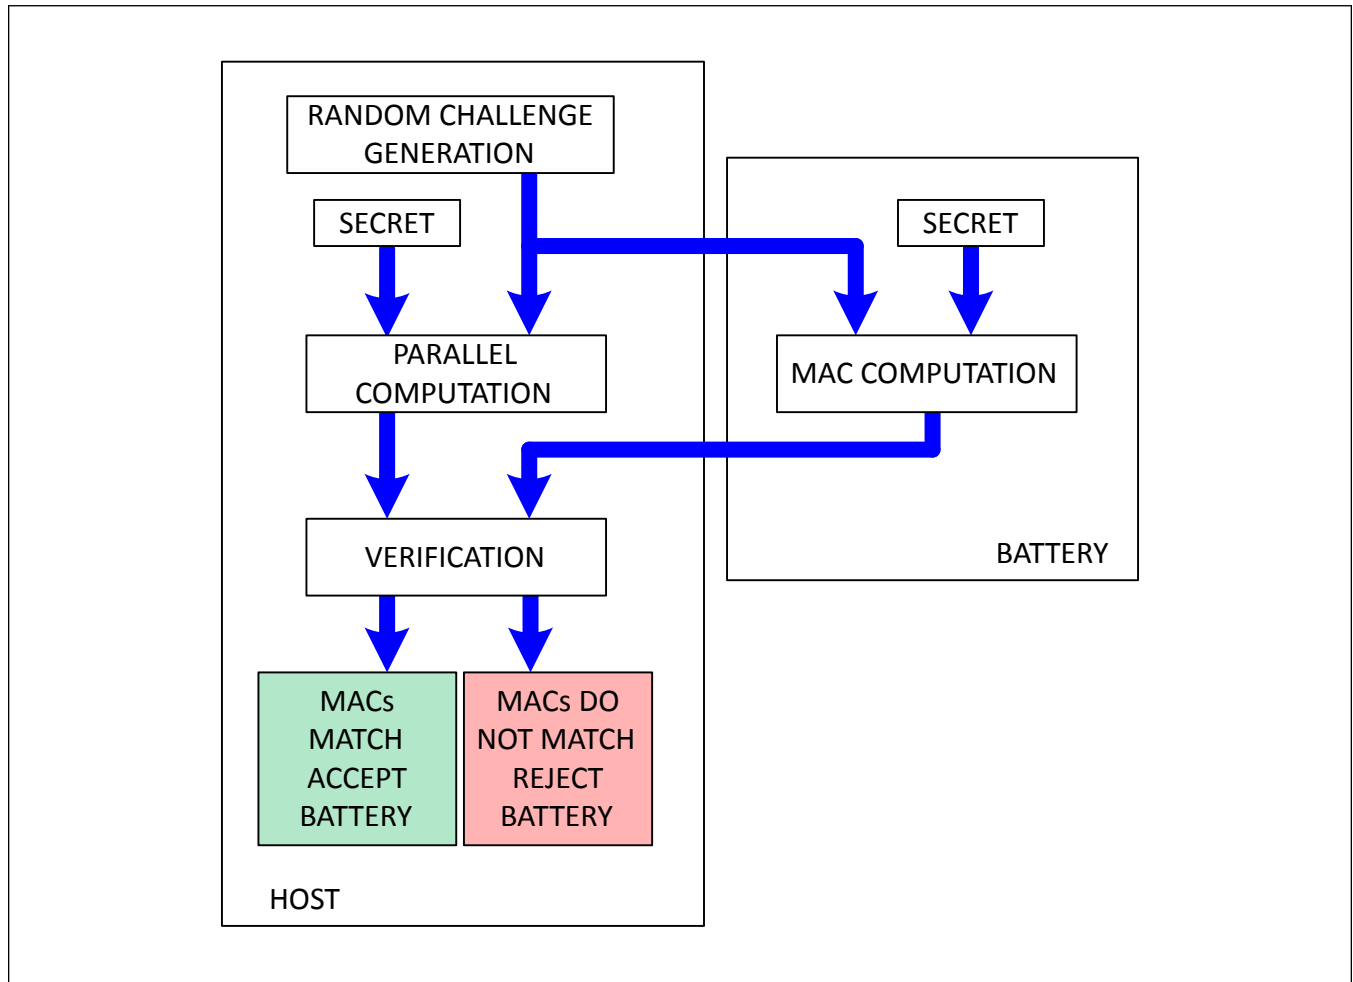 RANDOM CHALLENGE
GENERATION
SECRET
SECRET
PARALLEL
COMPUTATION
MAC COMPUTATION
VERIFICATION
BATTERY
MACs
MATCH
ACCEPT
BATTERY
MACs DO
NOT MATCH
REJECT
BATTERY
HOST